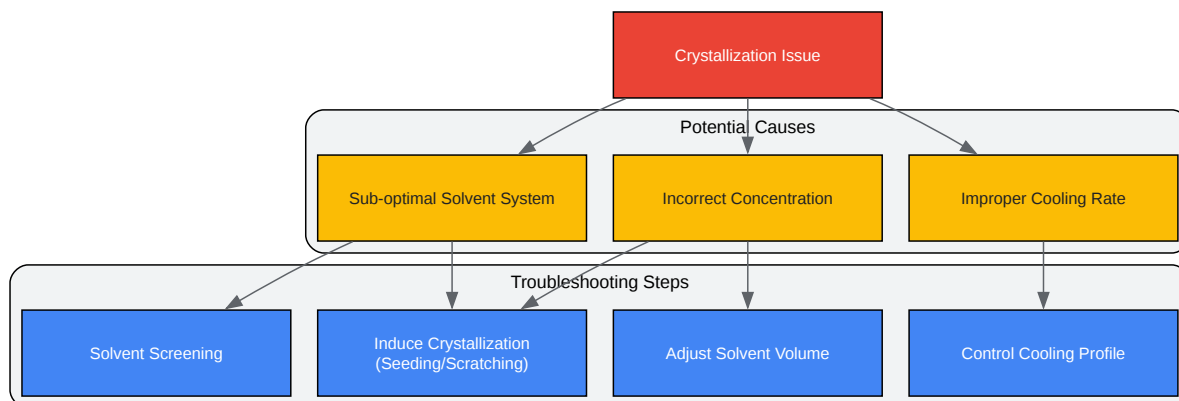 Crystallization Issue
Potential Causes
Sub-optimal Solvent System
Incorrect Concentration
Improper Cooling Rate
Troubleshooting Steps
Solvent Screening
Induce Crystallization
(Seeding/Scratching)
Adjust Solvent Volume
Control Cooling Profile